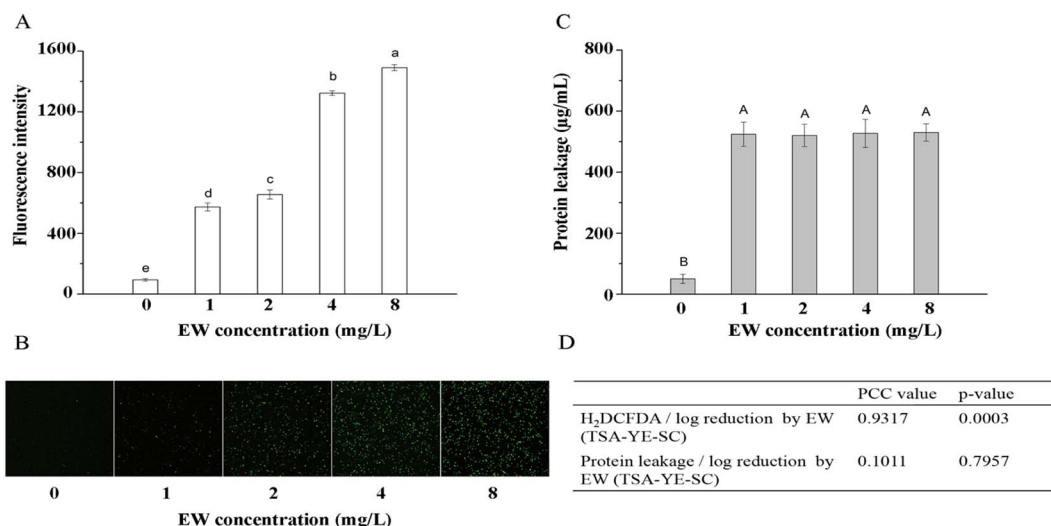 A
Fluorescence intensity
1600
1200
800
400
0
a
b
c
d
e
0 1 2 4 8
EW concentration (mg/L)
C
Protein leakage (µg/mL)
800
600
400
200
0
A A A A
B
0 1 2 4 8
EW concentration (mg/L)
B
0 1 2 4 8
EW concentration (mg/L)
D
PCC value p-value
H₂DCFDA / log reduction by EW 0.9317 0.0003
(TSA-YE-SC)
Protein leakage / log reduction by 0.1011 0.7957
EW (TSA-YE-SC)